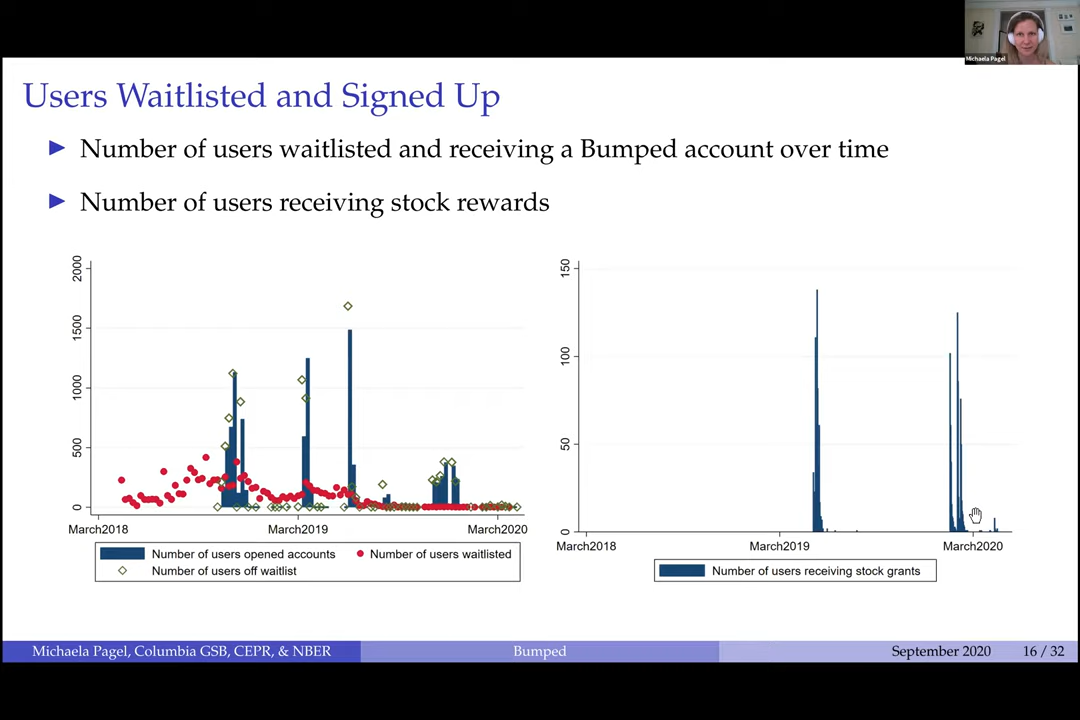 Michaela Pagel
Users Waitlisted and Signed Up
Number of users waitlisted and receiving a Bumped account over time
Number of users receiving stock rewards
2000
1500
1000
500
0
March2018
March2019
March2020
Number of users opened accounts
Number of users waitlisted
Number of users off waitlist
150
100
50
0
March2018
March2019
March2020
Number of users receiving stock grants
Michaela Pagel, Columbia GSB, CEPR, & NBER
Bumped
September 2020
16 / 32